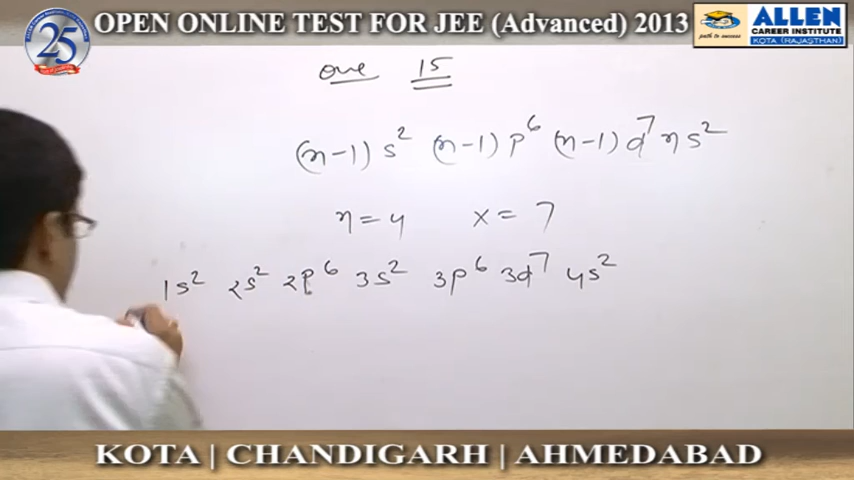 OPEN ONLINE TEST FOR JEE (Advanced) 2013
25
path to success
ALLEN
CAREER INSTITUTE
KOTA (RAJASTHAN)
one 15
(n-1) s² (n-1) p⁶ (n-1) d⁷ n s²
n = 4 x = 7
1s² 2s² 2p⁶ 3s² 3p⁶ 3d⁷ 4s²
KOTA | CHANDIGARH | AHMEDABAD